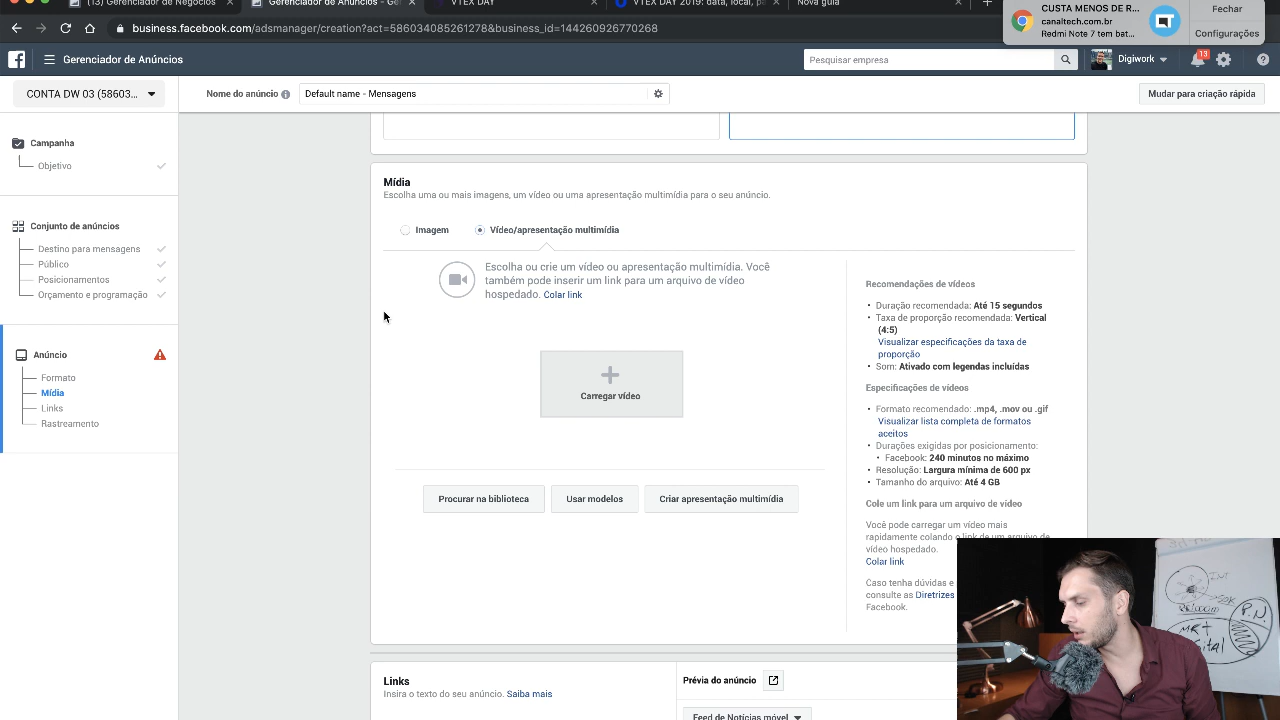 (13) Gerenciador de Negócios
Gerenciador de Anúncios - Ger
VTEX DAY
VTEX DAY 2019: data, local, p
Nova guia
CUSTA MENOS DE R...
canaltech.com.br
Redmi Note 7 tem bat...
Fechar
Configurações
business.facebook.com/adsmanager/creation?act=586034085261278&business_id=144260926770268
Gerenciador de Anúncios
Pesquisar empresa
Digiwork
13
CONTA DW 03 (58603...
Nome do anúncio
Default name - Mensagens
Mudar para criação rápida
Campanha
Objetivo
Conjunto de anúncios
Destino para mensagens
Público
Posicionamentos
Orçamento e programação
Anúncio
Formato
Mídia
Links
Rastreamento
Mídia
Escolha uma ou mais imagens, um vídeo ou uma apresentação multimídia para o seu anúncio.
Imagem
Vídeo/apresentação multimídia
Escolha ou crie um vídeo ou apresentação multimídia. Você
também pode inserir um link para um arquivo de vídeo
hospedado. Colar link
Carregar vídeo
Procurar na biblioteca
Usar modelos
Criar apresentação multimídia
Recomendações de vídeos
• Duração recomendada: Até 15 segundos
• Taxa de proporção recomendada: Vertical
(4:5)
Visualizar especificações da taxa de
proporção
• Som: Ativado com legendas incluídas
Especificações de vídeos
• Formato recomendado: .mp4, .mov ou .gif
Visualizar lista completa de formatos
aceitos
• Durações exigidas por posicionamento:
• Facebook: 240 minutos no máximo
• Resolução: Largura mínima de 600 px
• Tamanho do arquivo: Até 4 GB
Cole um link para um arquivo de vídeo
Você pode carregar um vídeo mais
rapidamente colando o link de um arquivo de
vídeo hospedado.
Colar link
Caso tenha dúvidas e
consulte as Diretrizes
Facebook.
Links
Insira o texto do seu anúncio. Saiba mais
Prévia do anúncio
Feed de Notícias móvel
P.N
MKT